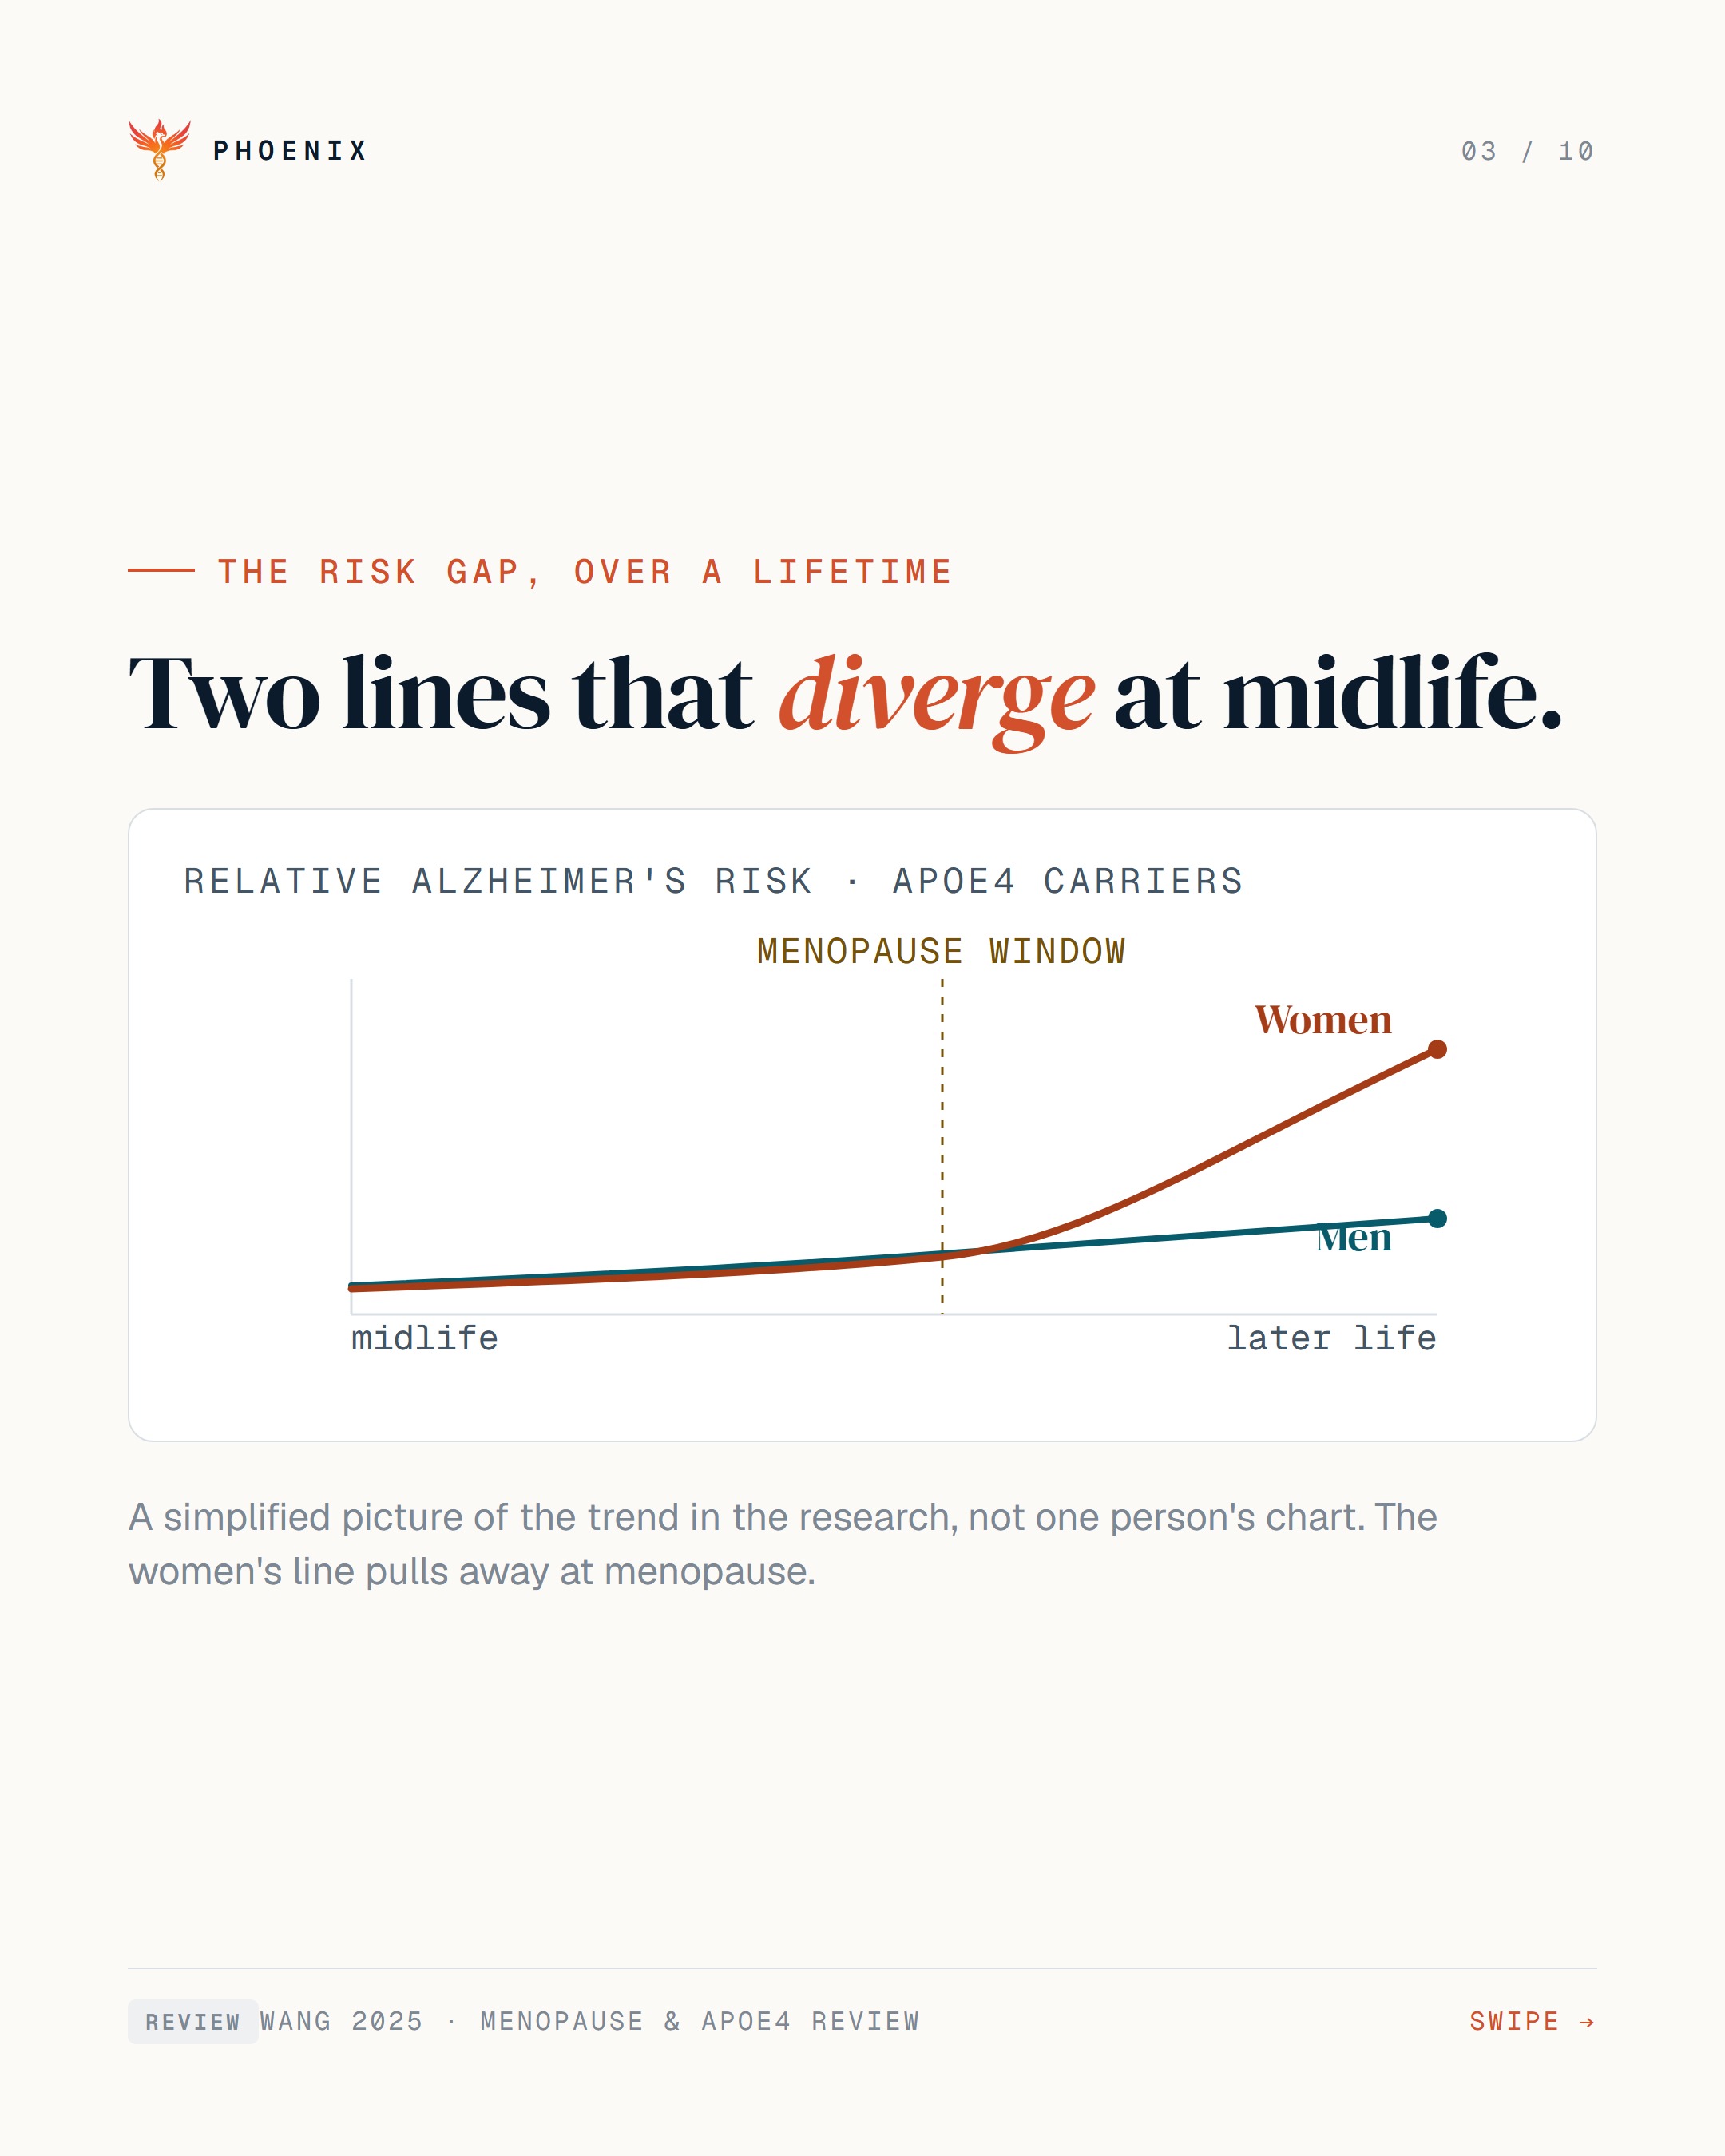 PHOENIX
03 / 10
THE RISK GAP, OVER A LIFETIME
Two lines that diverge at midlife.
RELATIVE ALZHEIMER'S RISK · APOE4 CARRIERS
MENOPAUSE WINDOW
Women
Men
midlife
later life
A simplified picture of the trend in the research, not one person's chart. The
women's line pulls away at menopause.
REVIEW WANG 2025 · MENOPAUSE & APOE4 REVIEW
SWIPE →